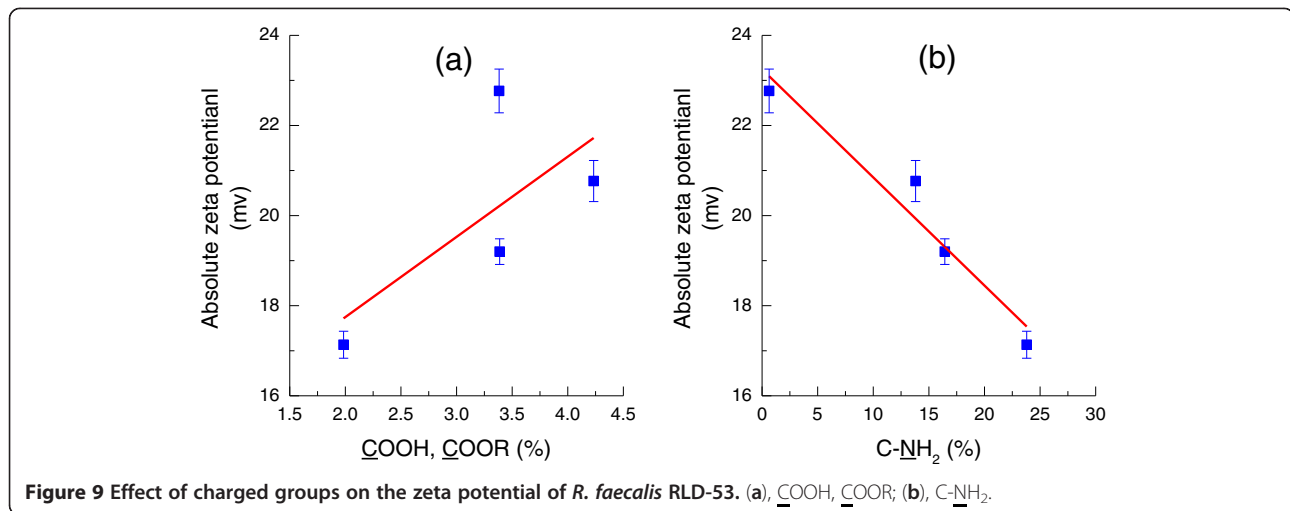 (a)
24
22
20
18
16
Absolute zeta potentianl
(mv)
1.5 2.0 2.5 3.0 3.5 4.0 4.5
COOH, COOR (%)
(b)
24
22
20
18
16
Absolute zeta potentianl
(mv)
0 5 10 15 20 25 30
C-NH₂ (%)
Figure 9 Effect of charged groups on the zeta potential of R. faecalis RLD-53. (a), COOH, COOR; (b), C-NH₂.